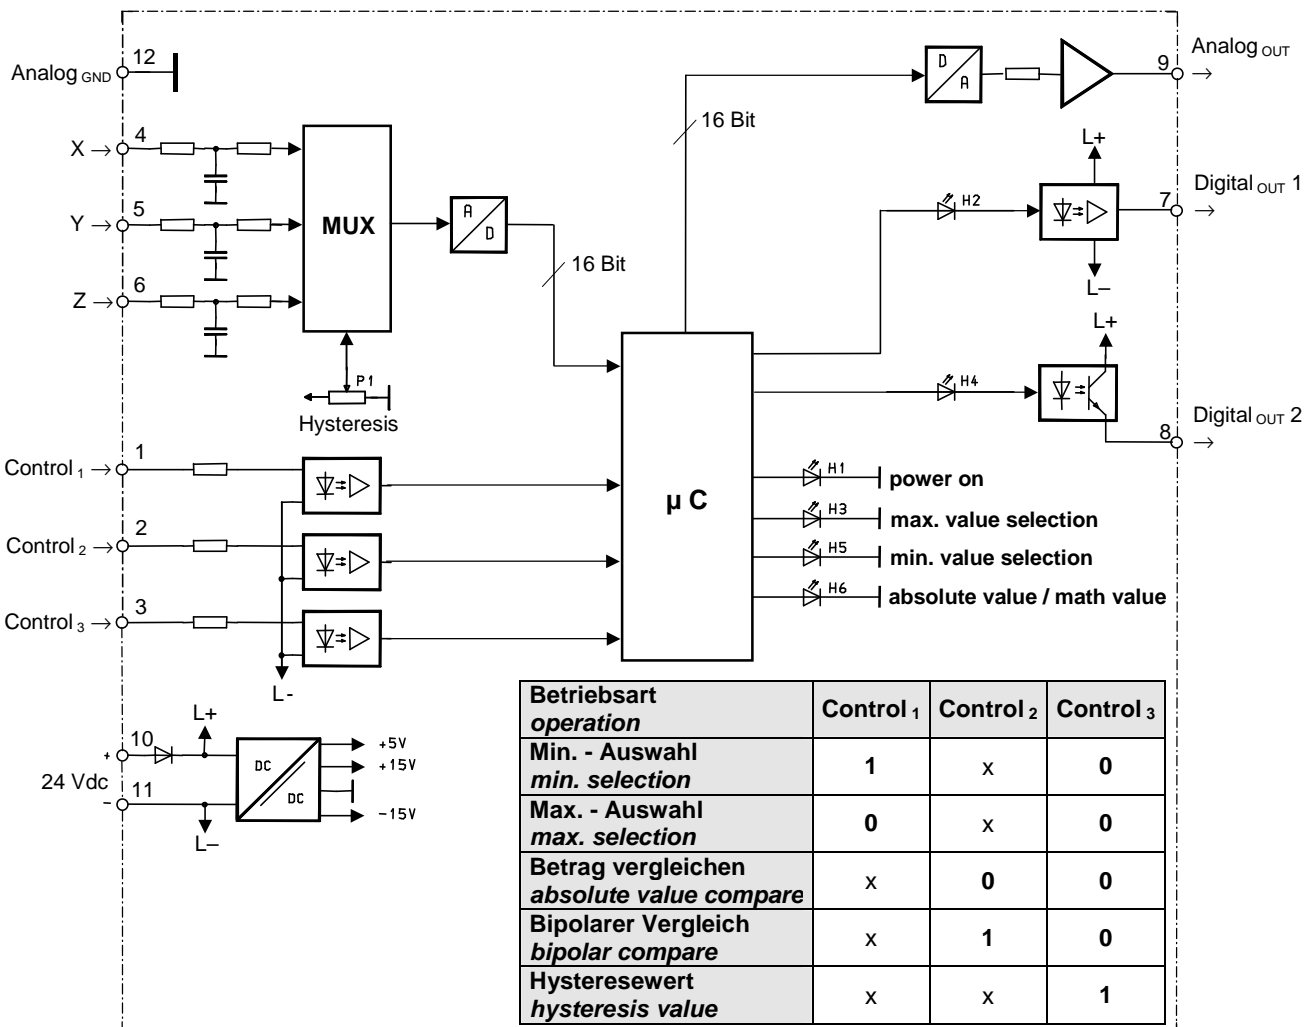 Analog GND
12
X →
4
Y →
5
Z →
6
MUX
P1
Hysteresis
A
D
16 Bit
16 Bit
D
A
9
Analog OUT
→
L+
H2
7
Digital OUT 1
→
L–
L+
H4
8
Digital OUT 2
→
Control 1 →
1
Control 2 →
2
Control 3 →
3
L-
µ C
H1
power on
H3
max. value selection
H5
min. value selection
H6
absolute value / math value
L+
+
10
24 Vdc
–
11
L–
DC
DC
+5V
+15V
-15V
Betriebsart Control 1 Control 2 Control 3
operation
Min. - Auswahl 1 x 0
min. selection
Max. - Auswahl 0 x 0
max. selection
Betrag vergleichen x 0 0
absolute value compare
Bipolarer Vergleich x 1 0
bipolar compare
Hysteresewert x x 1
hysteresis value